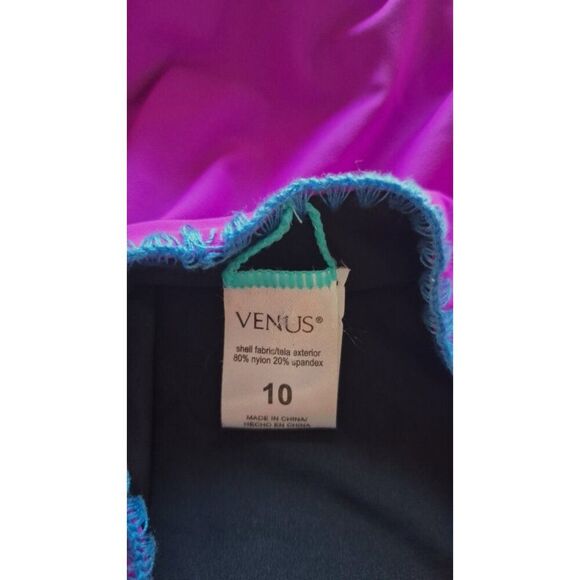 VENUS®
shell fabric/tela exterior
80% nylon 20% spandex
10
MADE IN CHINA/
HECHO EN CHINA